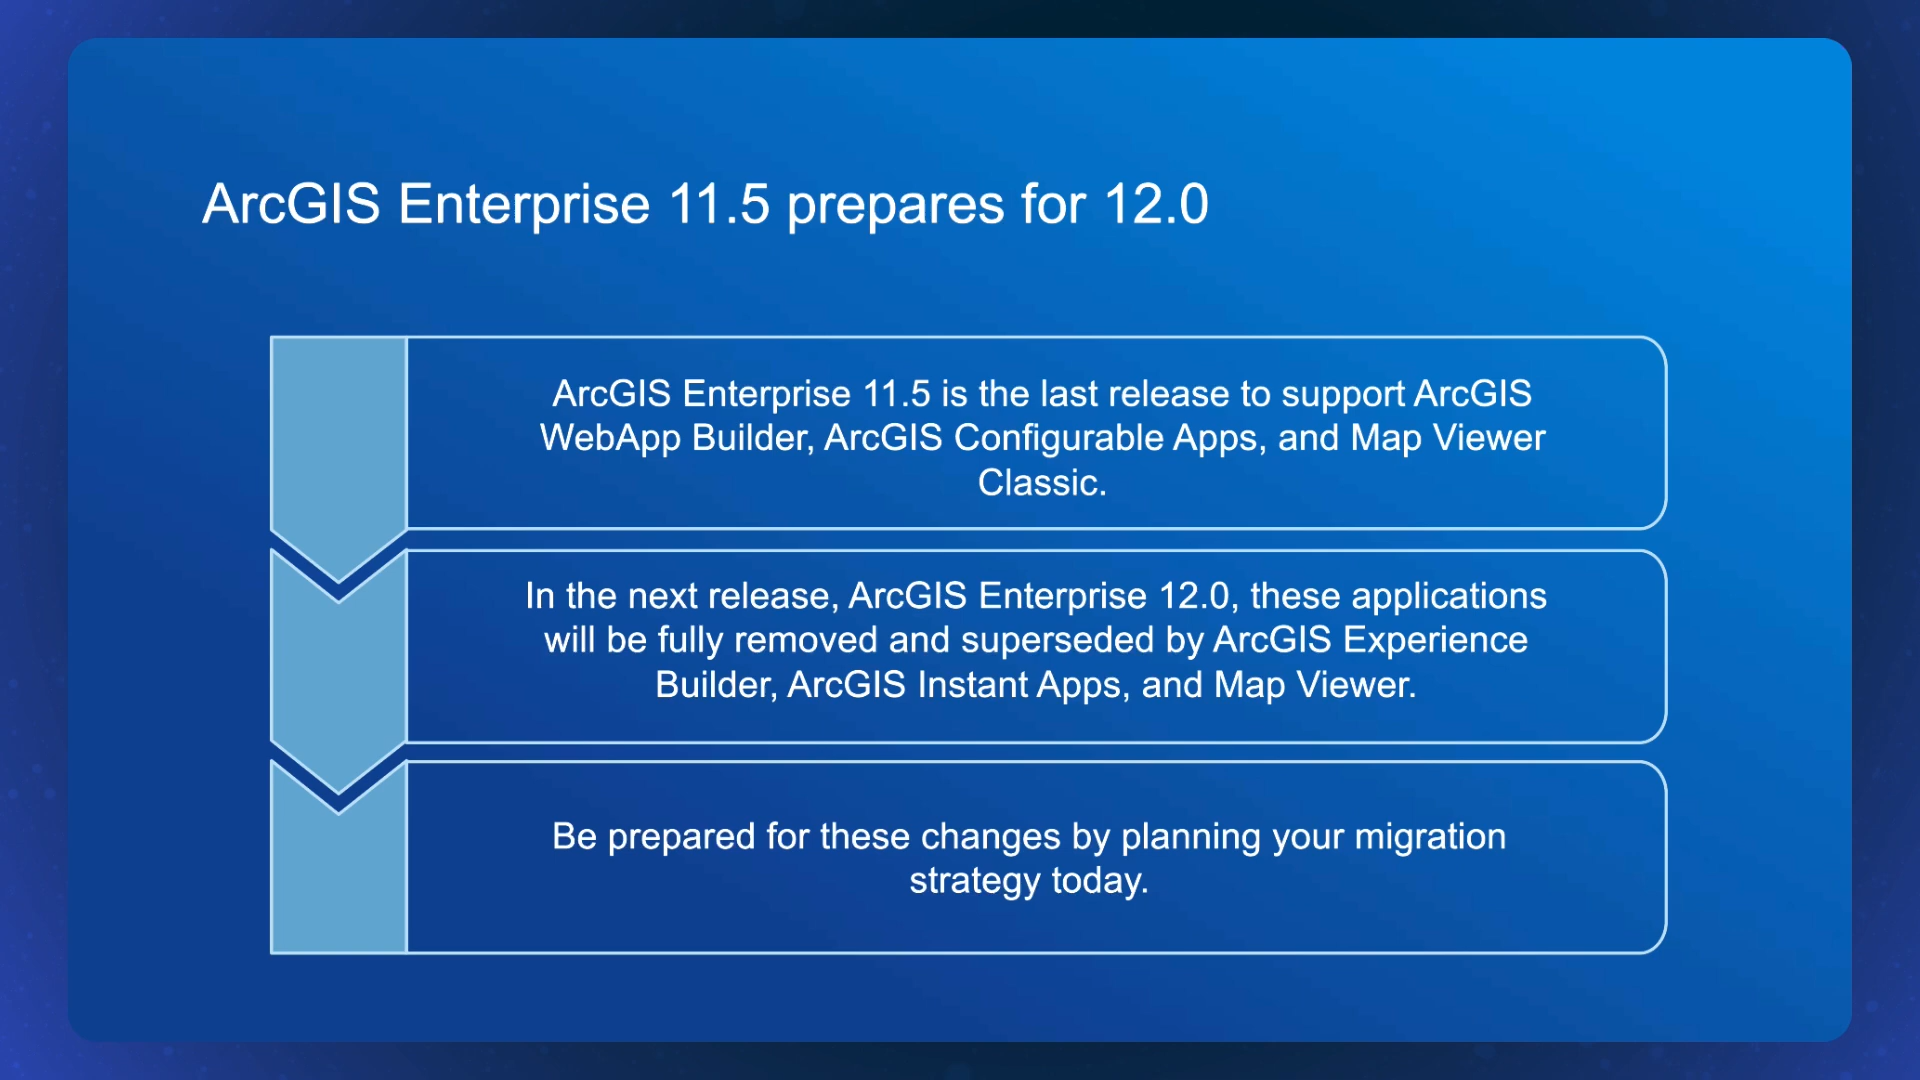 ArcGIS Enterprise 11.5 prepares for 12.0
ArcGIS Enterprise 11.5 is the last release to support ArcGIS
WebApp Builder, ArcGIS Configurable Apps, and Map Viewer
Classic.
In the next release, ArcGIS Enterprise 12.0, these applications
will be fully removed and superseded by ArcGIS Experience
Builder, ArcGIS Instant Apps, and Map Viewer.
Be prepared for these changes by planning your migration
strategy today.